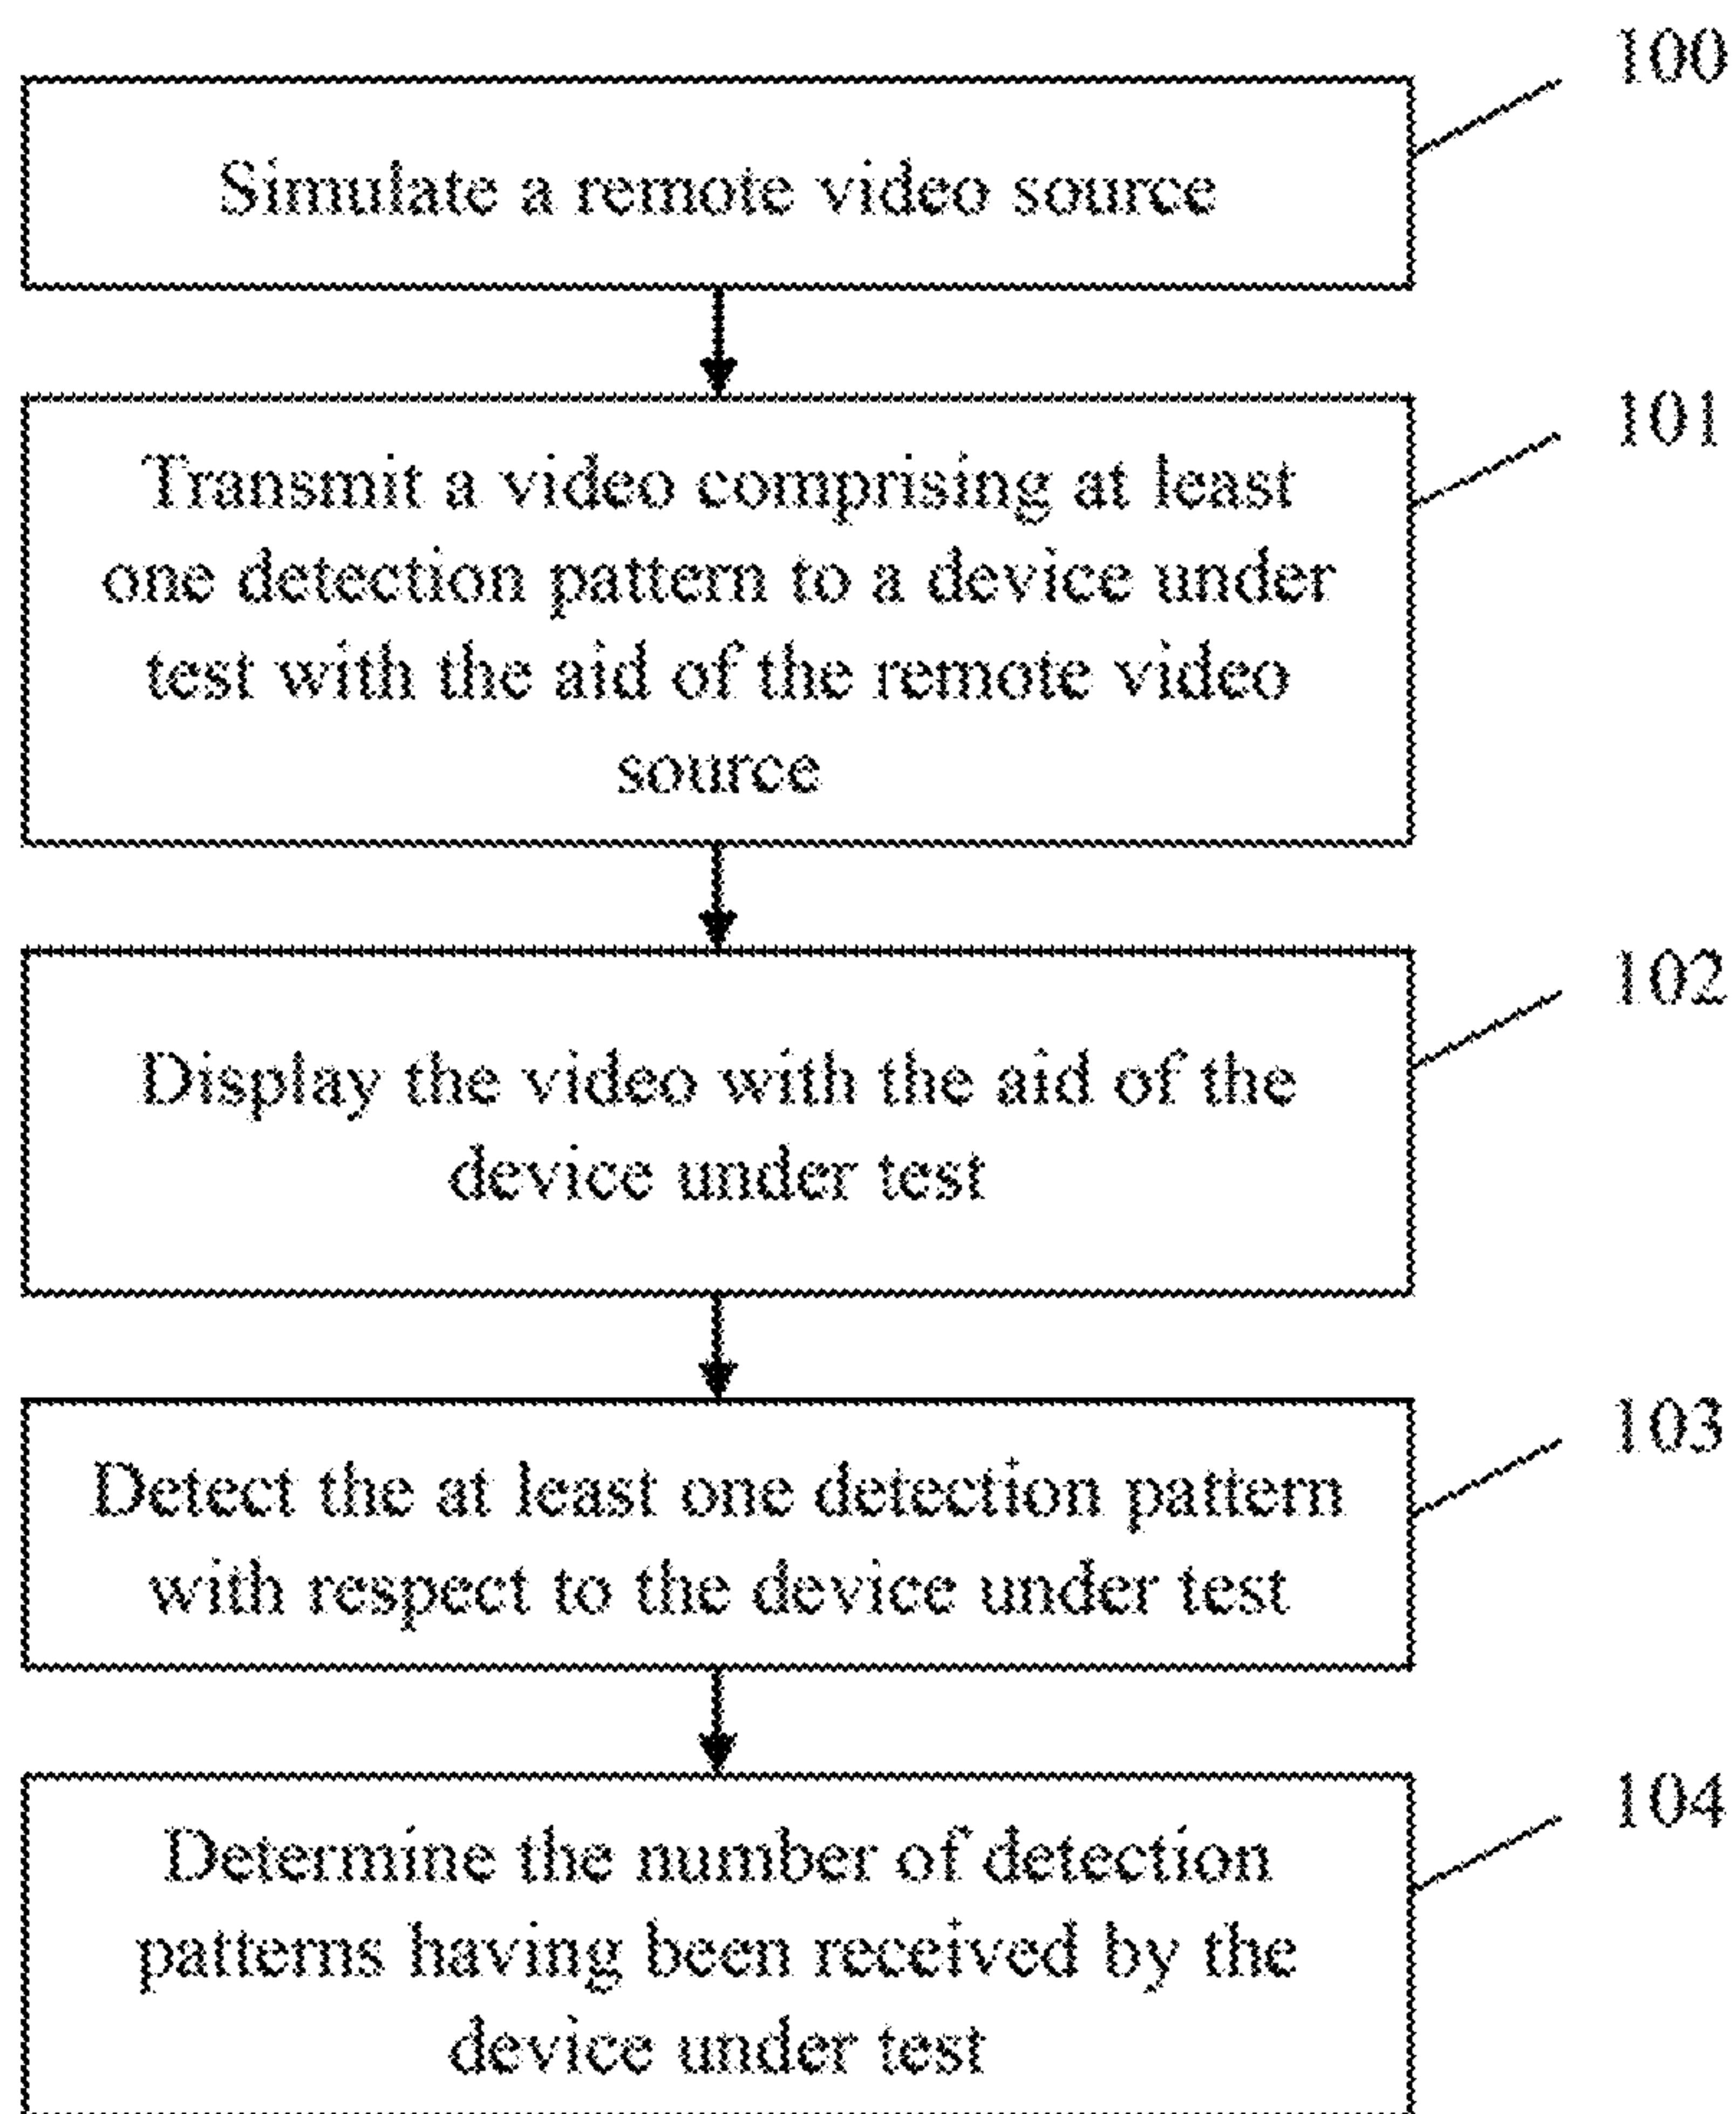 100
Simulate a remote video source
101
Transmit a video comprising at least
one detection pattern to a device under
test with the aid of the remote video
source
102
Display the video with the aid of the
device under test
103
Detect the at least one detection pattern
with respect to the device under test
104
Determine the number of detection
patterns having been received by the
device under test